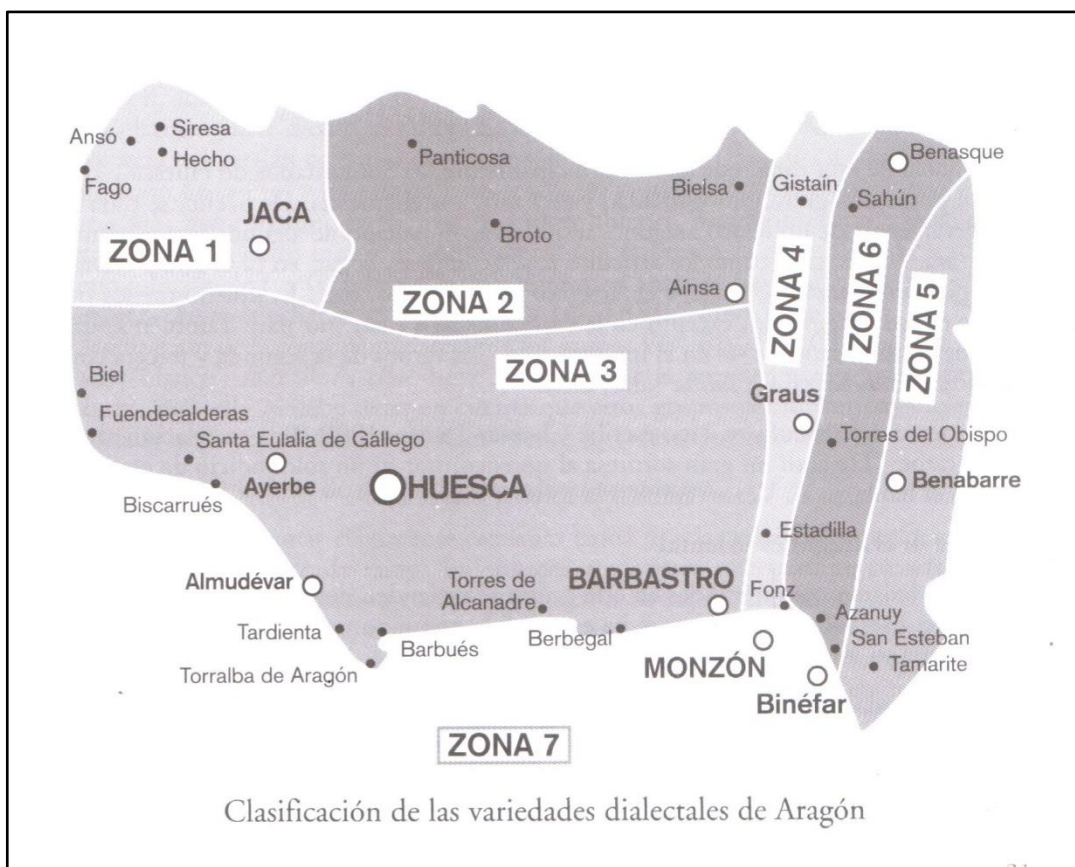 Siresa
Ansó
Hecho
Fago
JACA
ZONA 1
Panticosa
Broto
Bielsa
Aínsa
ZONA 2
Gistaín
ZONA 4
Benasque
Sahún
ZONA 6
ZONA 5
ZONA 3
Biel
Fuendecalderas
Santa Eulalia de Gállego
Ayerbe
Biscarrués
HUESCA
Graus
Torres del Obispo
Benabarre
Estadilla
Almudévar
Tardienta
Torralba de Aragón
Barbués
Torres de
Alcanadre
Berbegal
BARBASTRO
Fonz
Azanuy
San Esteban
Tamarite
MONZÓN
Binéfar
ZONA 7
Clasificación de las variedades dialectales de Aragón